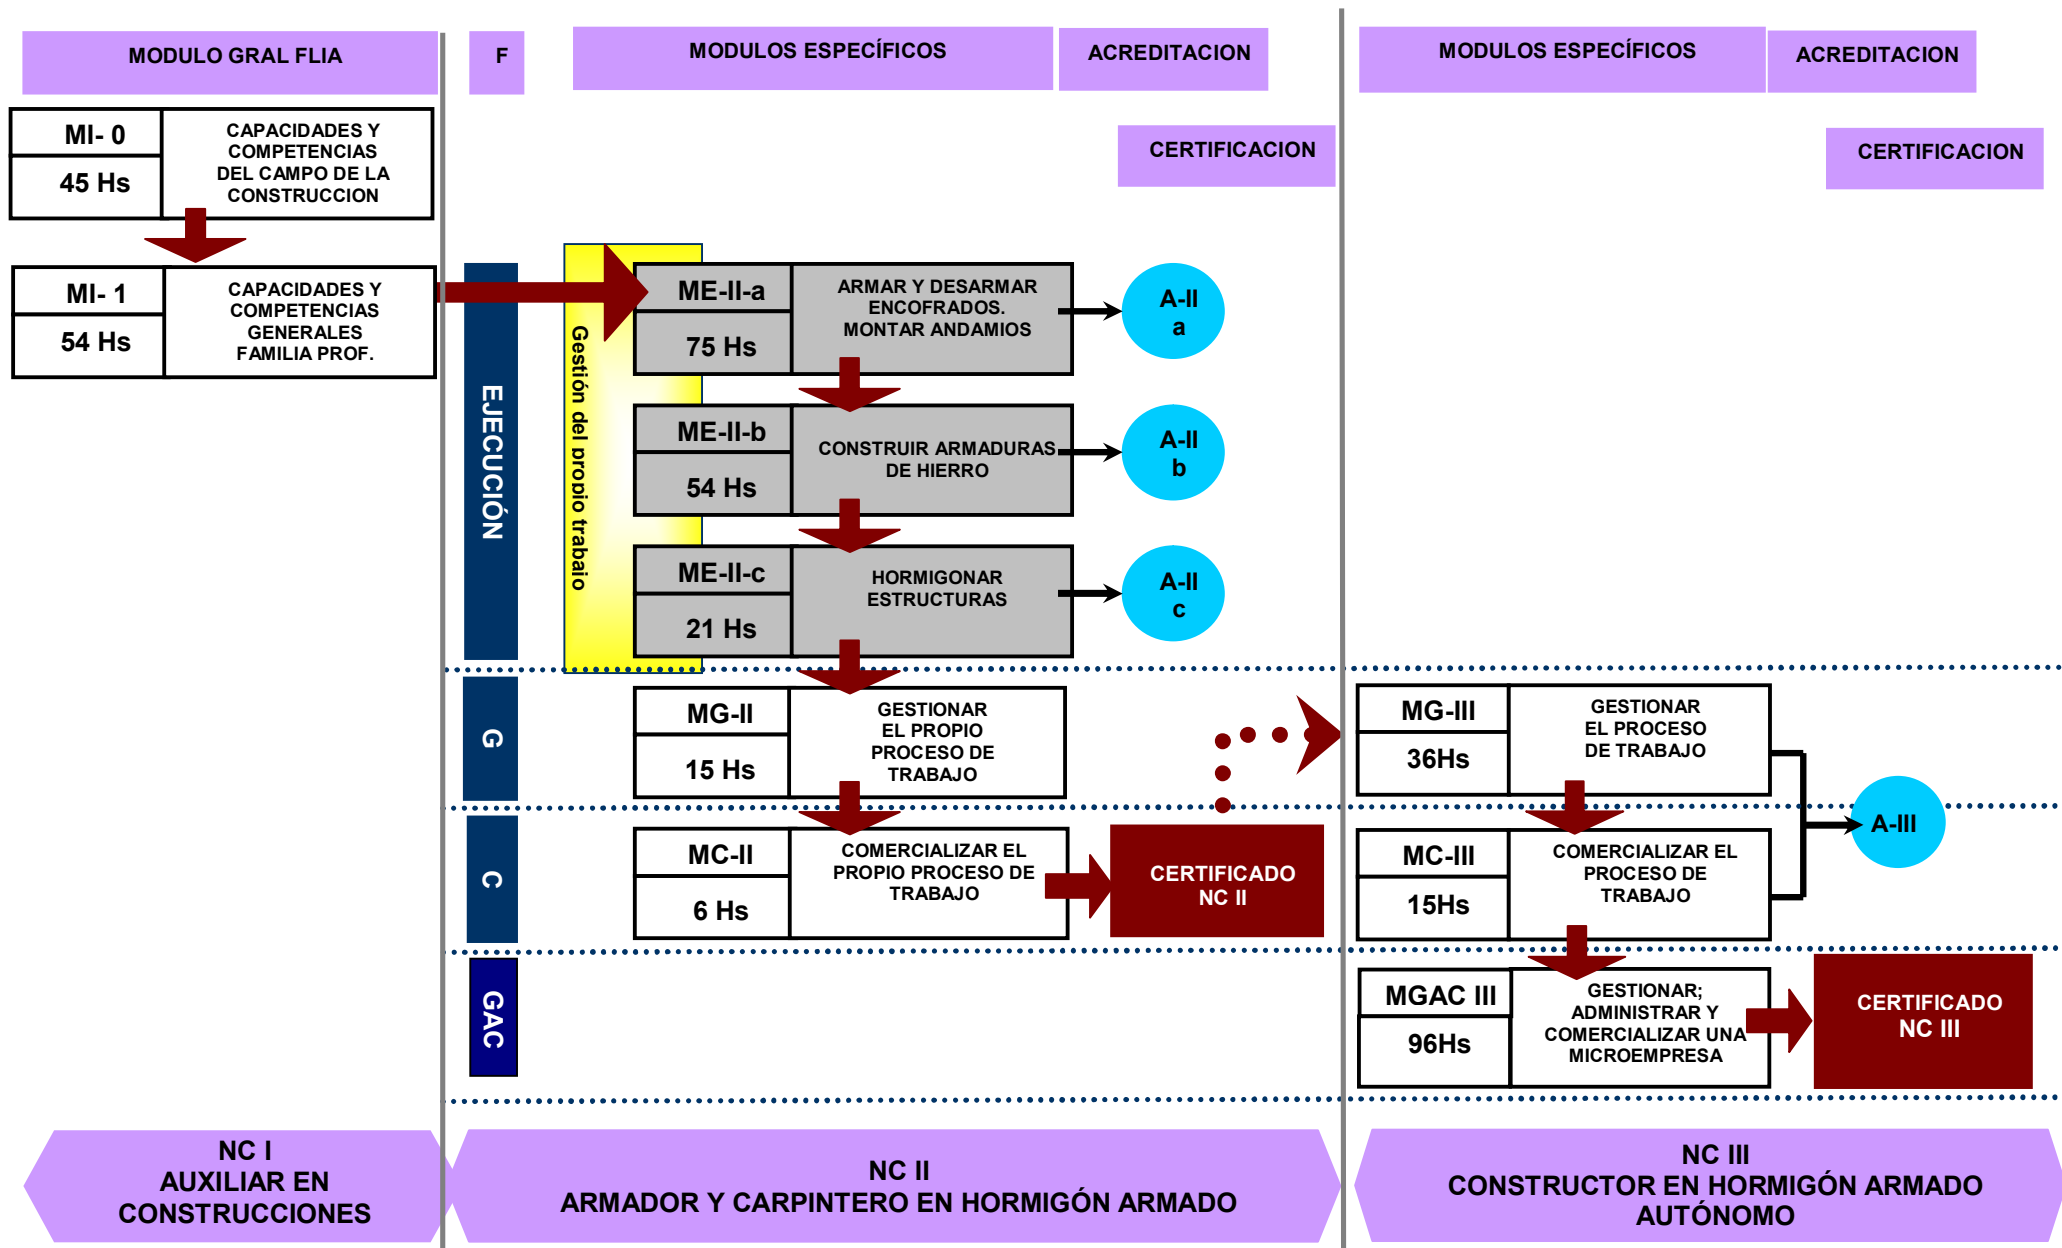 MODULO GRAL FLIA
F
MODULOS ESPECÍFICOS
ACREDITACION
MODULOS ESPECÍFICOS
ACREDITACION
CERTIFICACION
CERTIFICACION
MI- 0
45 Hs
CAPACIDADES Y
COMPETENCIAS
DEL CAMPO DE LA
CONSTRUCCION
MI- 1
54 Hs
CAPACIDADES Y
COMPETENCIAS
GENERALES
FAMILIA PROF.
EJECUCIÓN
Gestión del propio trabajo
ME-II-a
75 Hs
ARMAR Y DESARMAR
ENCOFRADOS.
MONTAR ANDAMIOS
A-II
a
ME-II-b
54 Hs
CONSTRUIR ARMADURAS
DE HIERRO
A-II
b
ME-II-c
21 Hs
HORMIGONAR
ESTRUCTURAS
A-II
c
G
MG-II
15 Hs
GESTIONAR
EL PROPIO
PROCESO DE
TRABAJO
MG-III
36Hs
GESTIONAR
EL PROCESO
DE TRABAJO
A-III
C
MC-II
6 Hs
COMERCIALIZAR EL
PROPIO PROCESO DE
TRABAJO
CERTIFICADO
NC II
MC-III
15Hs
COMERCIALIZAR EL
PROCESO DE
TRABAJO
GAC
MGAC III
96Hs
GESTIONAR;
ADMINISTRAR Y
COMERCIALIZAR UNA
MICROEMPRESA
CERTIFICADO
NC III
NC I
AUXILIAR EN
CONSTRUCCIONES
NC II
ARMADOR Y CARPINTERO EN HORMIGÓN ARMADO
NC III
CONSTRUCTOR EN HORMIGÓN ARMADO
AUTÓNOMO